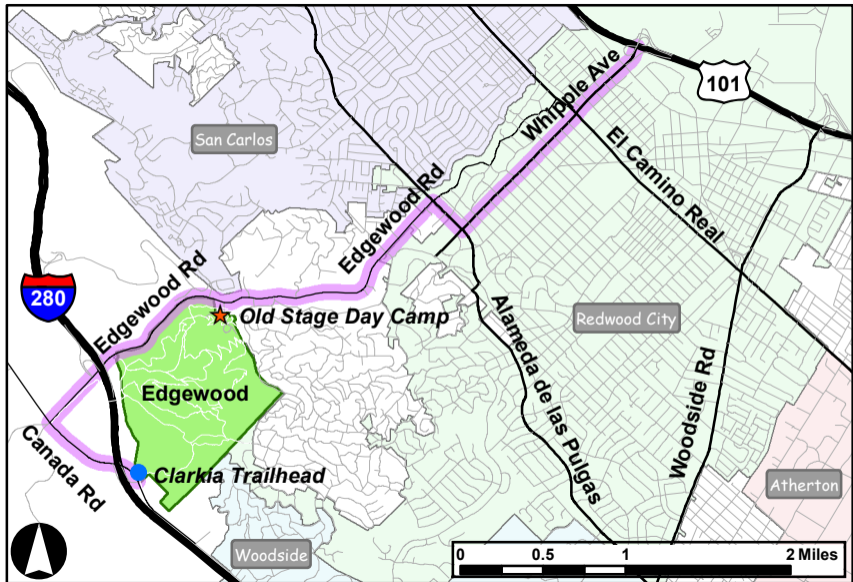 Whipple Ave
101
San Carlos
El Camino Real
Edgewood Rd
Edgewood Rd
280
Old Stage Day Camp
Redwood City
Edgewood
Alameda de las Pulgas
Woodside Rd
Canada Rd
Clarkia Trailhead
Atherton
Woodside
0 0.5 1 2 Miles